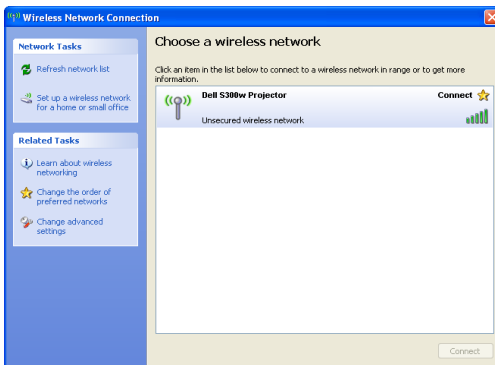 Wireless Network Connection
Network Tasks
Refresh network list
Set up a wireless network
for a home or small office
Related Tasks
Learn about wireless
networking
Change the order of
preferred networks
Change advanced
settings
Choose a wireless network
Click an item in the list below to connect to a wireless network in range or to get more
information.
Dell S300w Projector
Connect
Unsecured wireless network
Connect